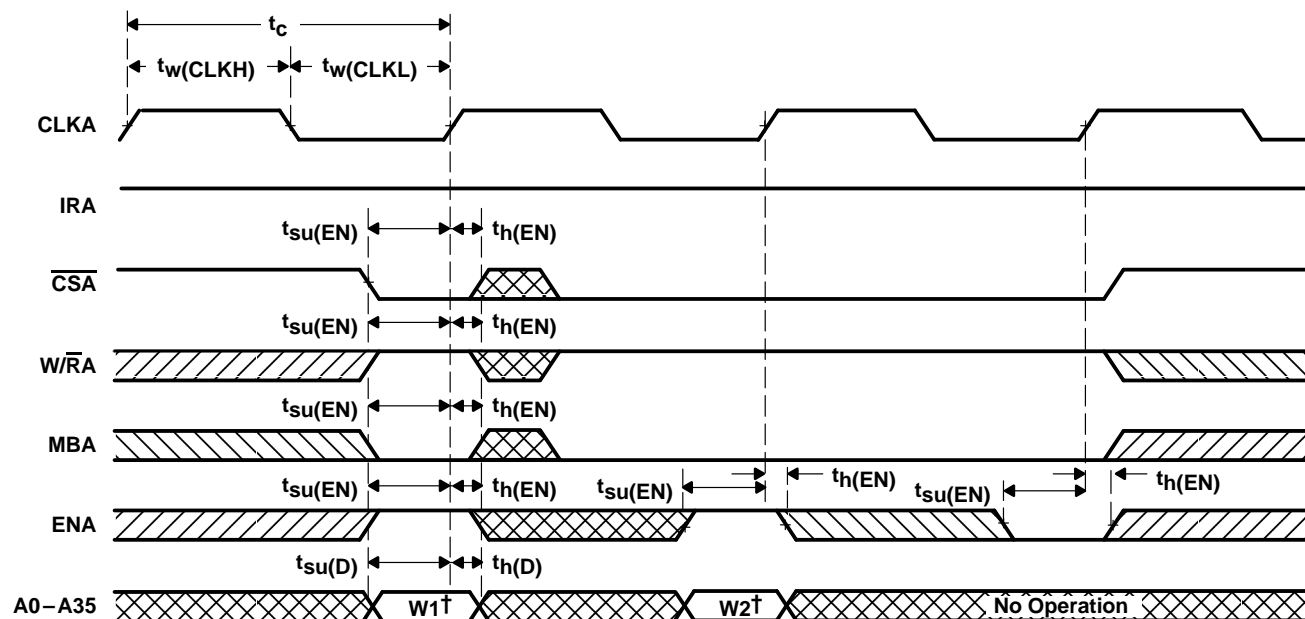 tc
tw(CLKH) tw(CLKL)
CLKA
IRA
tsu(EN) th(EN)
CSA
tsu(EN) th(EN)
W/RA
tsu(EN) th(EN)
MBA
tsu(EN) th(EN) tsu(EN) th(EN) tsu(EN) th(EN)
ENA
tsu(D) th(D)
A0–A35 W1† W2† No Operation